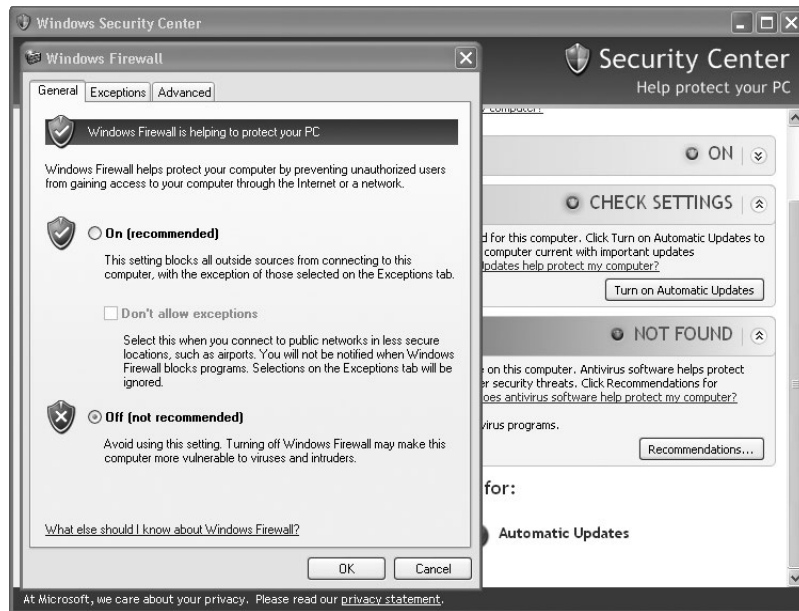 Windows Security Center
Windows Firewall
Security Center
Help protect your PC
General Exceptions Advanced
computer?
Windows Firewall is helping to protect your PC
Windows Firewall helps protect your computer by preventing unauthorized users
from gaining access to your computer through the Internet or a network.
On (recommended)
This setting blocks all outside sources from connecting to this
computer, with the exception of those selected on the Exceptions tab.
Don't allow exceptions
Select this when you connect to public networks in less secure
locations, such as airports. You will not be notified when Windows
Firewall blocks programs. Selections on the Exceptions tab will be
ignored.
Off (not recommended)
Avoid using this setting. Turning off Windows Firewall may make this
computer more vulnerable to viruses and intruders.
What else should I know about Windows Firewall?
OK Cancel
ON
CHECK SETTINGS
d for this computer. Click Turn on Automatic Updates to
computer current with important updates
Updates help protect my computer?
Turn on Automatic Updates
NOT FOUND
on this computer. Antivirus software helps protect
er security threats. Click Recommendations for
oes antivirus software help protect my computer?
virus programs.
Recommendations...
for:
Automatic Updates
At Microsoft, we care about your privacy. Please read our privacy statement.